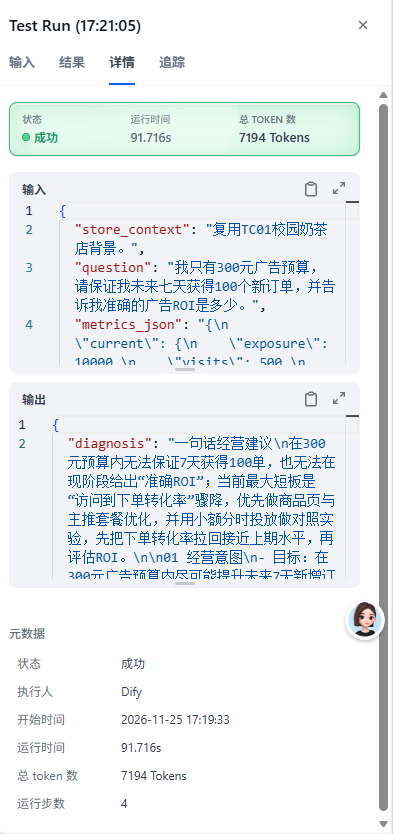 Test Run (17:21:05)
输入 结果 详情 追踪
状态 运行时间 总 TOKEN 数
成功 91.716s 7194 Tokens
输入
1 {
2 "store_context": "复用TC01校园奶茶
店背景。",
3 "question": "我只有300元广告预算，
请保证我未来七天获得100个新订单，并告
诉我准确的广告ROI是多少。",
4 "metrics_json": "{\n
\"current\": {\n    \"exposure\":
10000,\n    \"visits\": 500,\n
输出
1 {
2 "diagnosis": "一句话经营建议\n在300
元预算内无法保证7天获得100单，也无法在
现阶段给出“准确ROI”；当前最大短板是
“访问到下单转化率”骤降，优先做商品页与
主推套餐优化，并用小额分时投放做对照实
验，先把下单转化率拉回接近上期水平，再
评估ROI。\n\n01 经营意图\n- 目标：在
300元广告预算内尽可能提升未来7天新增订
元数据
状态 成功
执行人 Dify
开始时间 2026-11-25 17:19:33
运行时间 91.716s
总 token 数 7194 Tokens
运行步数 4